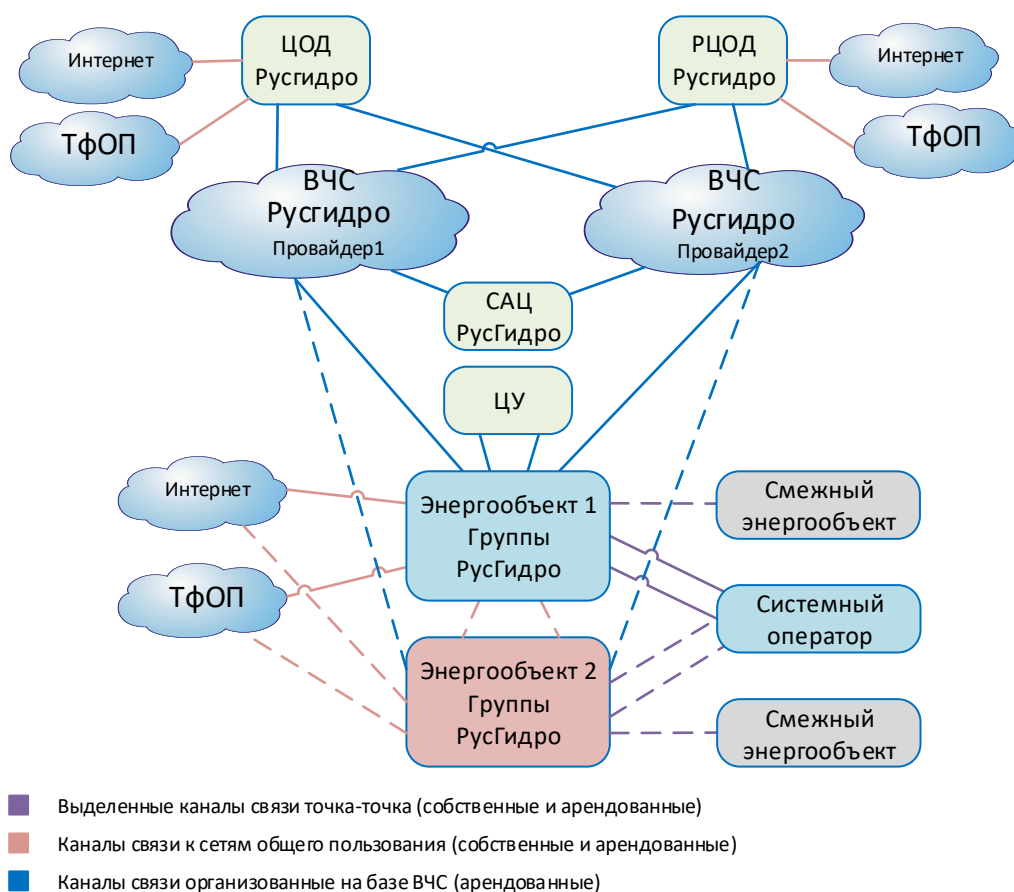 ЦОД
Русгидро
РЦОД
Русгидро
Интернет
Интернет
ТфОП
ТфОП
ВЧС
Русгидро
Провайдер1
ВЧС
Русгидро
Провайдер2
САЦ
РусГидро
ЦУ
Интернет
Энергообъект 1
Группы
РусГидро
Смежный
энергообъект
ТфОП
Системный
оператор
Энергообъект 2
Группы
РусГидро
Смежный
энергообъект
Выделенные каналы связи точка-точка (собственные и арендованные)
Каналы связи к сетям общего пользования (собственные и арендованные)
Каналы связи организованные на базе ВЧС (арендованные)